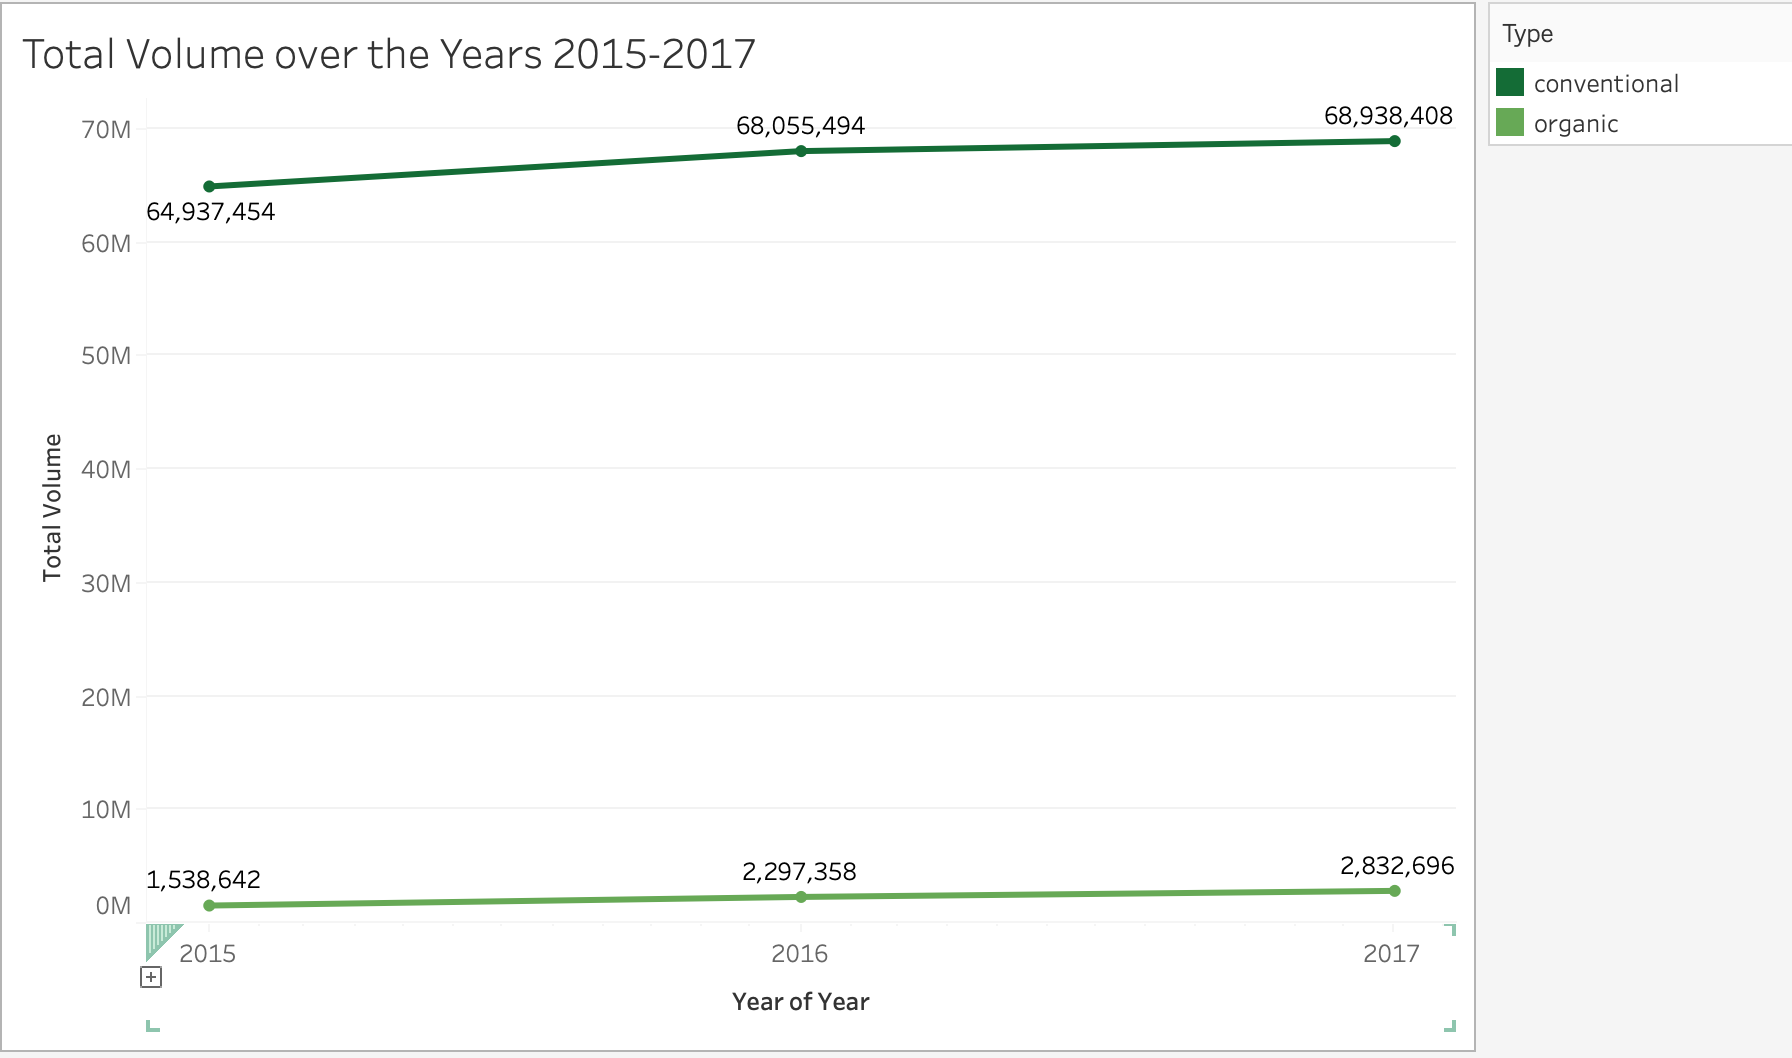 Total Volume over the Years 2015-2017
Type
conventional
organic
70M
60M
50M
40M
30M
20M
10M
0M
Total Volume
64,937,454
68,055,494
68,938,408
1,538,642
2,297,358
2,832,696
2015
2016
2017
Year of Year